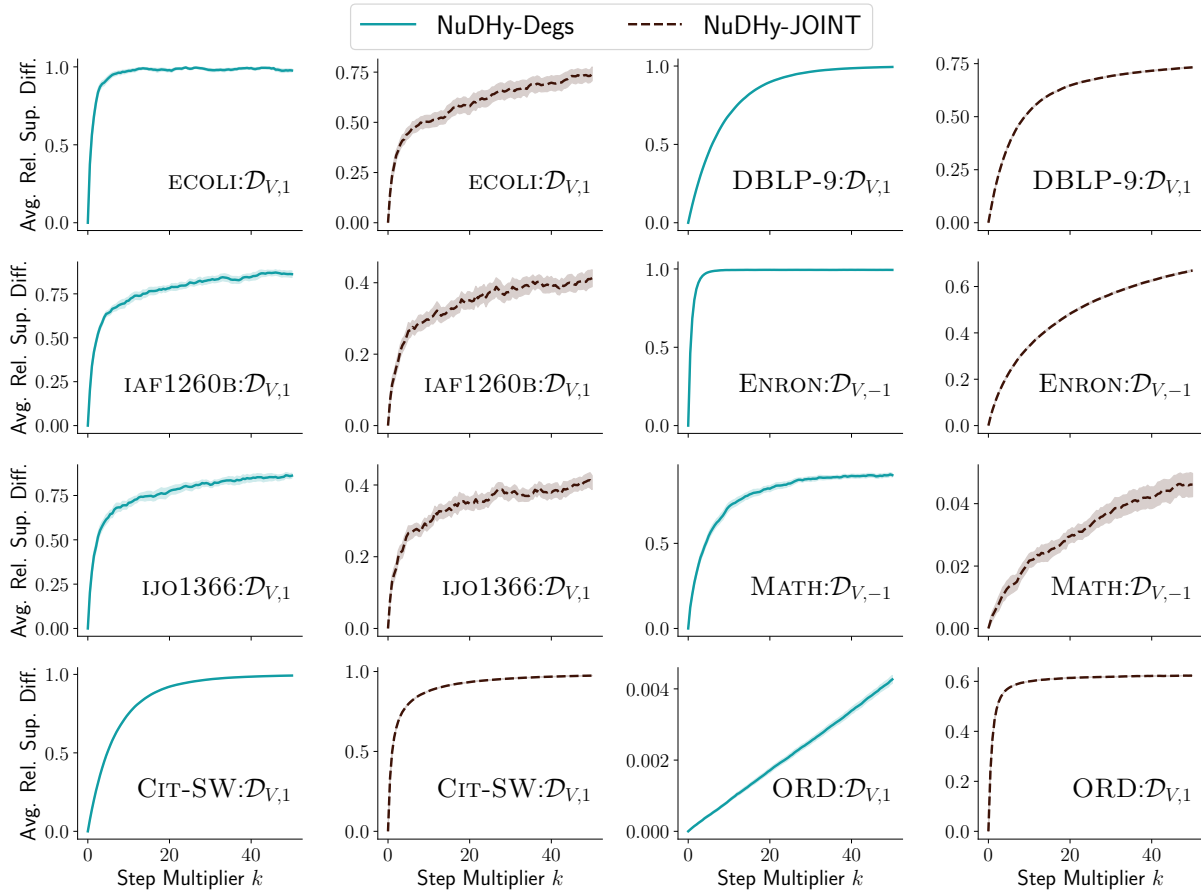 NuDHy-Degs NuDHy-JOINT
Avg. Rel. Sup. Diff.
1.0
0.5
0.0
ECOLI:𝒟V,1
0.75
0.50
0.25
0.00
ECOLI:𝒟V,1
1.0
0.5
0.0
DBLP-9:𝒟V,1
0.6
0.4
0.2
0.0
DBLP-9:𝒟V,1
Avg. Rel. Sup. Diff.
0.75
0.50
0.25
0.00
IAF1260B:𝒟V,1
0.4
0.2
0.0
IAF1260B:𝒟V,1
1.0
0.5
0.0
ENRON:𝒟V,−1
0.6
0.4
0.2
0.0
ENRON:𝒟V,−1
Avg. Rel. Sup. Diff.
0.75
0.50
0.25
0.00
IJO1366:𝒟V,1
0.4
0.2
0.0
IJO1366:𝒟V,1
0.5
0.0
MATH:𝒟V,−1
0.04
0.02
0.00
MATH:𝒟V,−1
Avg. Rel. Sup. Diff.
1.0
0.5
0.0
CIT-SW:𝒟V,1
0 20 40
Step Multiplier k
1.0
0.5
0.0
CIT-SW:𝒟V,1
0 20 40
Step Multiplier k
0.004
0.002
0.000
ORD:𝒟V,1
0 20 40
Step Multiplier k
0.6
0.4
0.2
0.0
ORD:𝒟V,1
0 20 40
Step Multiplier k